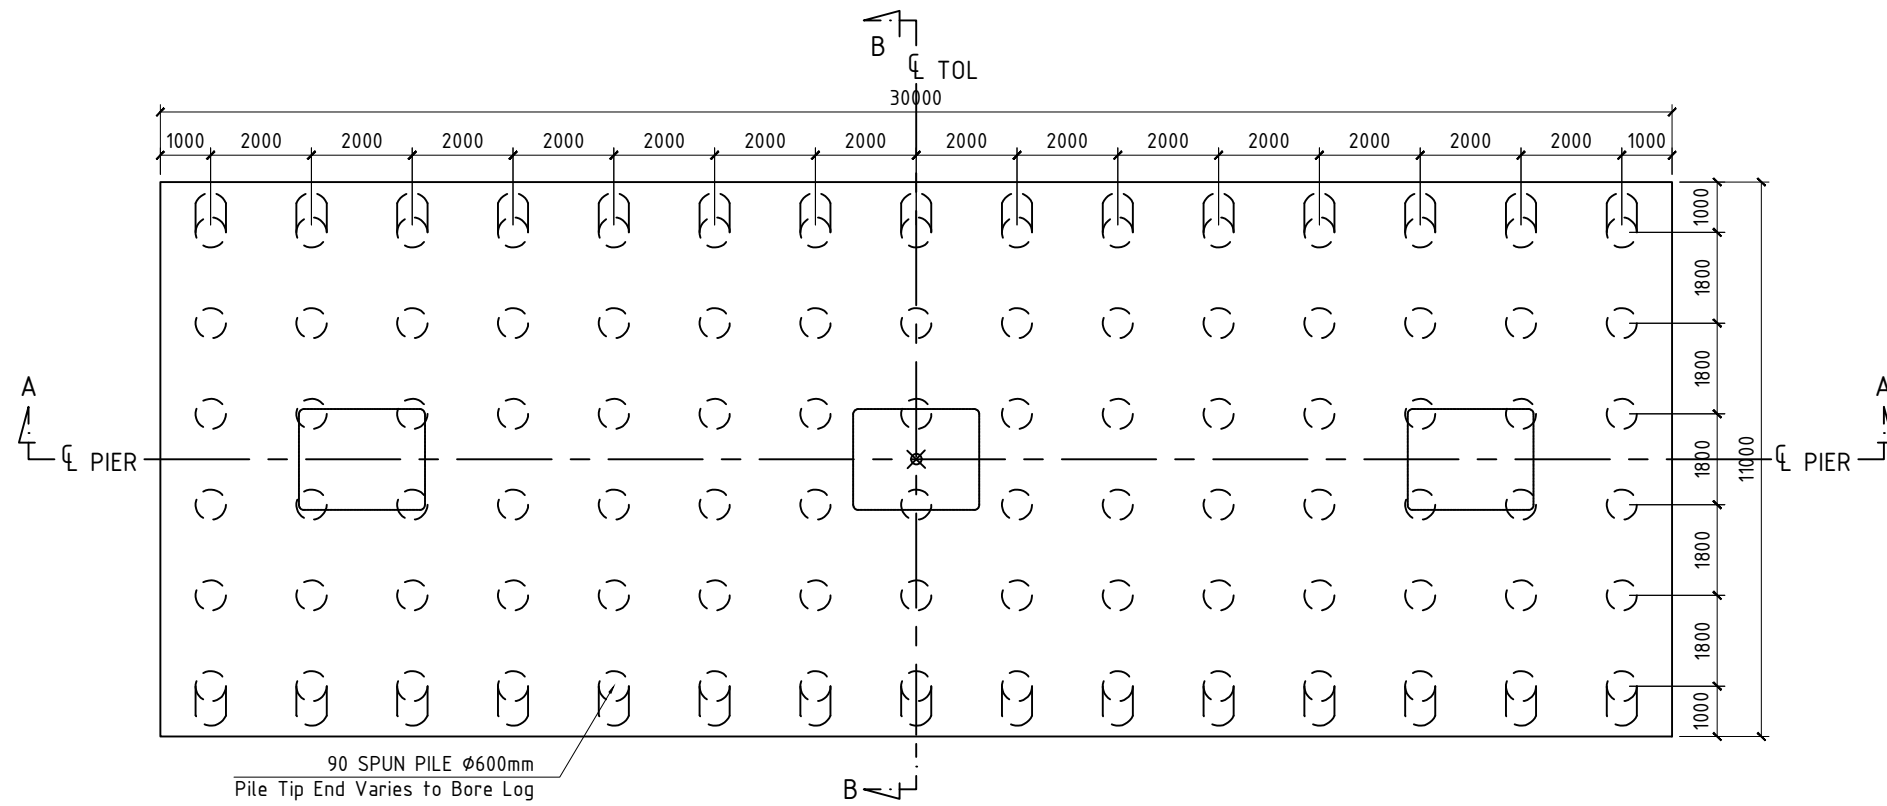 B
℄ TOL
30000
1000 2000 2000 2000 2000 2000 2000 2000 2000 2000 2000 2000 2000 2000 2000 1000
1000
1800
1800
A
A
℄ PIER
1800
11000
℄ PIER
1800
1800
1000
90 SPUN PILE Ø600mm
Pile Tip End Varies to Bore Log
B